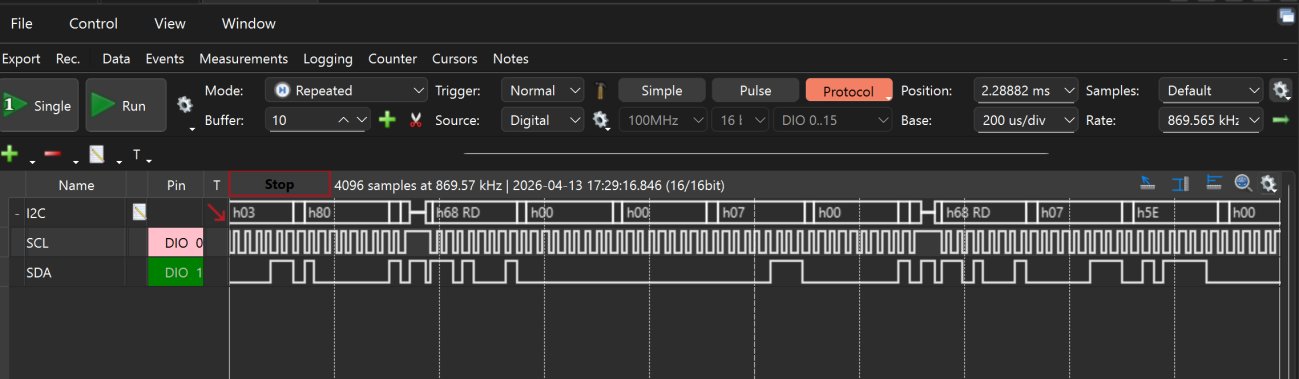 File Control View Window
Export Rec. Data Events Measurements Logging Counter Cursors Notes
1 Single Run Mode: Repeated Trigger: Normal Simple Pulse Protocol Position: 2.28882 ms Samples: Default
Buffer: 10 Source: Digital 100MHz DIO 0..15 Base: 200 us/div Rate: 869.565 kHz
T
Name Pin T Stop 4096 samples at 869.57 kHz | 2026-04-13 17:29:16.846 (16/16bit)
- I2C h03 h80 h68 RD h00 h00 h07 h00 h68 RD h07 h5E h00
SCL DIO 0
SDA DIO 1